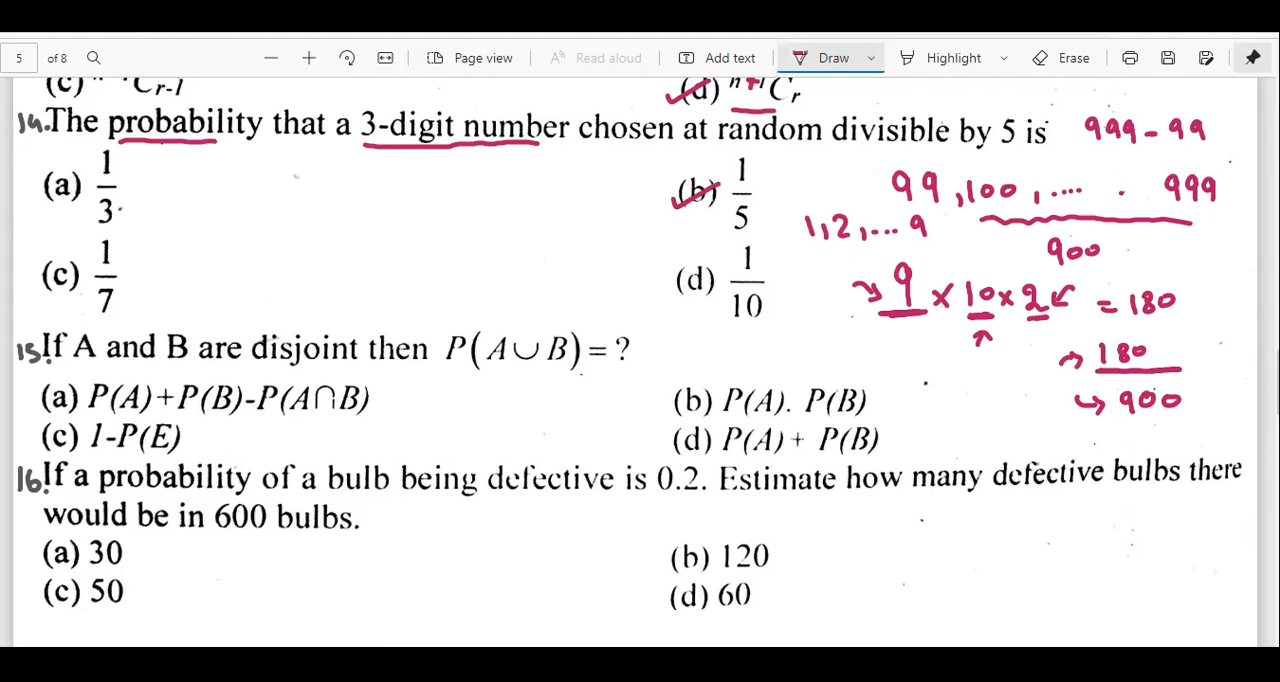 5 of 8 Page view Read aloud Add text Draw Highlight Erase
(d) n+1Cr
14. The probability that a 3-digit number chosen at random divisible by 5 is 999 - 99
(a) 1/3 (b) 1/5 99, 100, .... . 999
1, 2, ... 9
900
(c) 1/7 (d) 1/10 9 × 10 × 2 = 180
15. If A and B are disjoint then P(A∪B) = ? 180
(a) P(A)+P(B)-P(A∩B) (b) P(A). P(B) 900
(c) 1-P(E) (d) P(A)+ P(B)
16. If a probability of a bulb being defective is 0.2. Estimate how many defective bulbs there
would be in 600 bulbs.
(a) 30 (b) 120
(c) 50 (d) 60